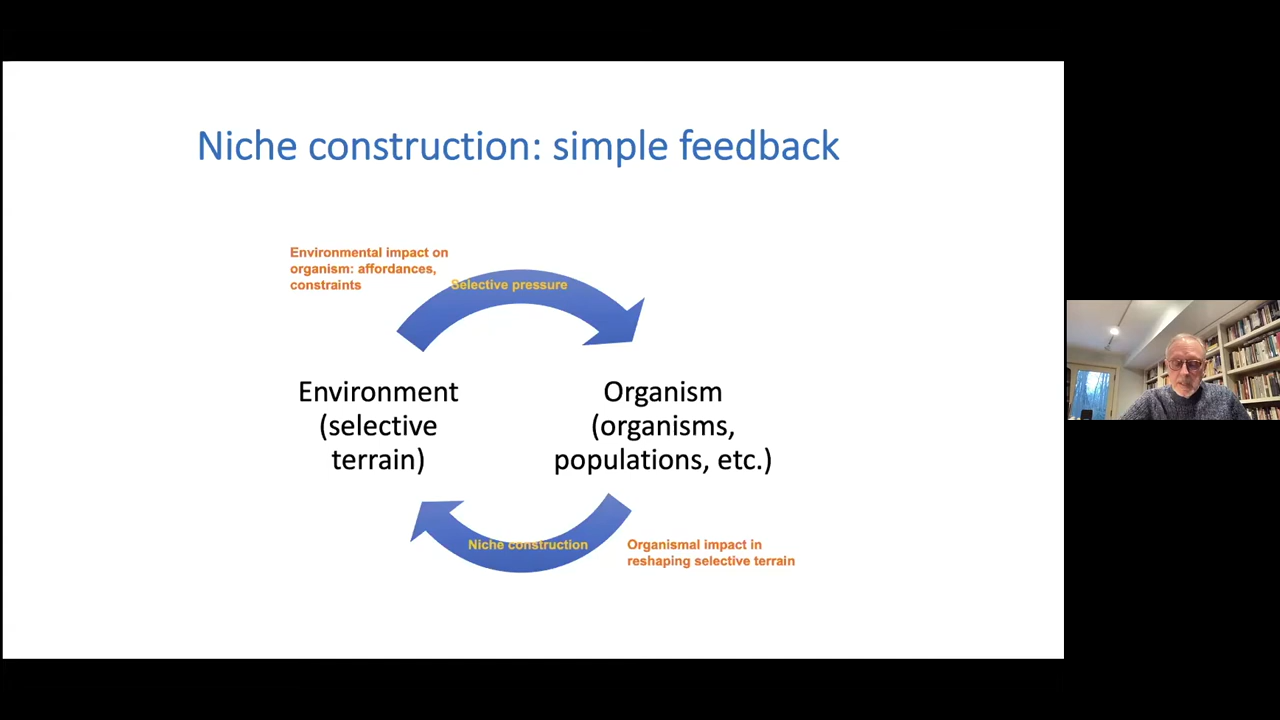 Niche construction: simple feedback
Environmental impact on
organism: affordances,
constraints
Selective pressure
Environment
(selective
terrain)
Organism
(organisms,
populations, etc.)
Niche construction
Organismal impact in
reshaping selective terrain